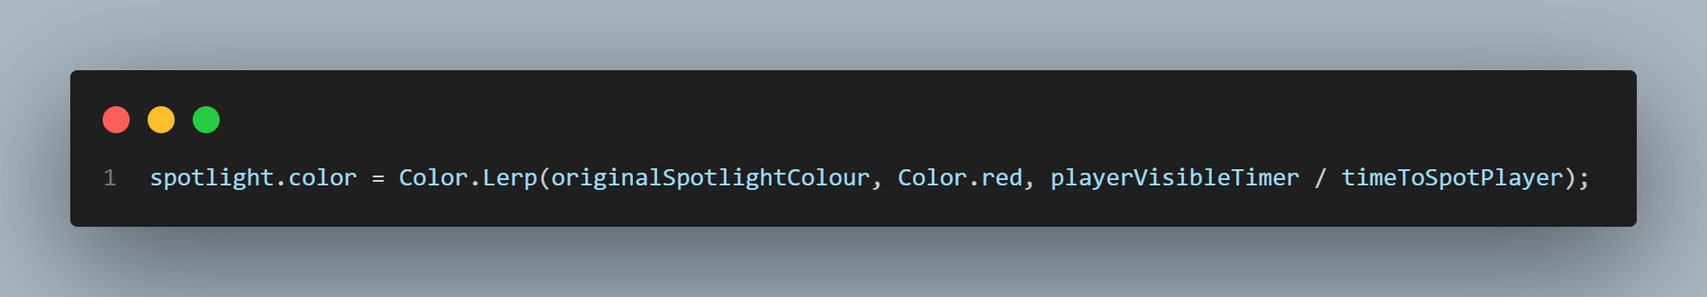 1 spotlight.color = Color.Lerp(originalSpotlightColour, Color.red, playerVisibleTimer / timeToSpotPlayer);